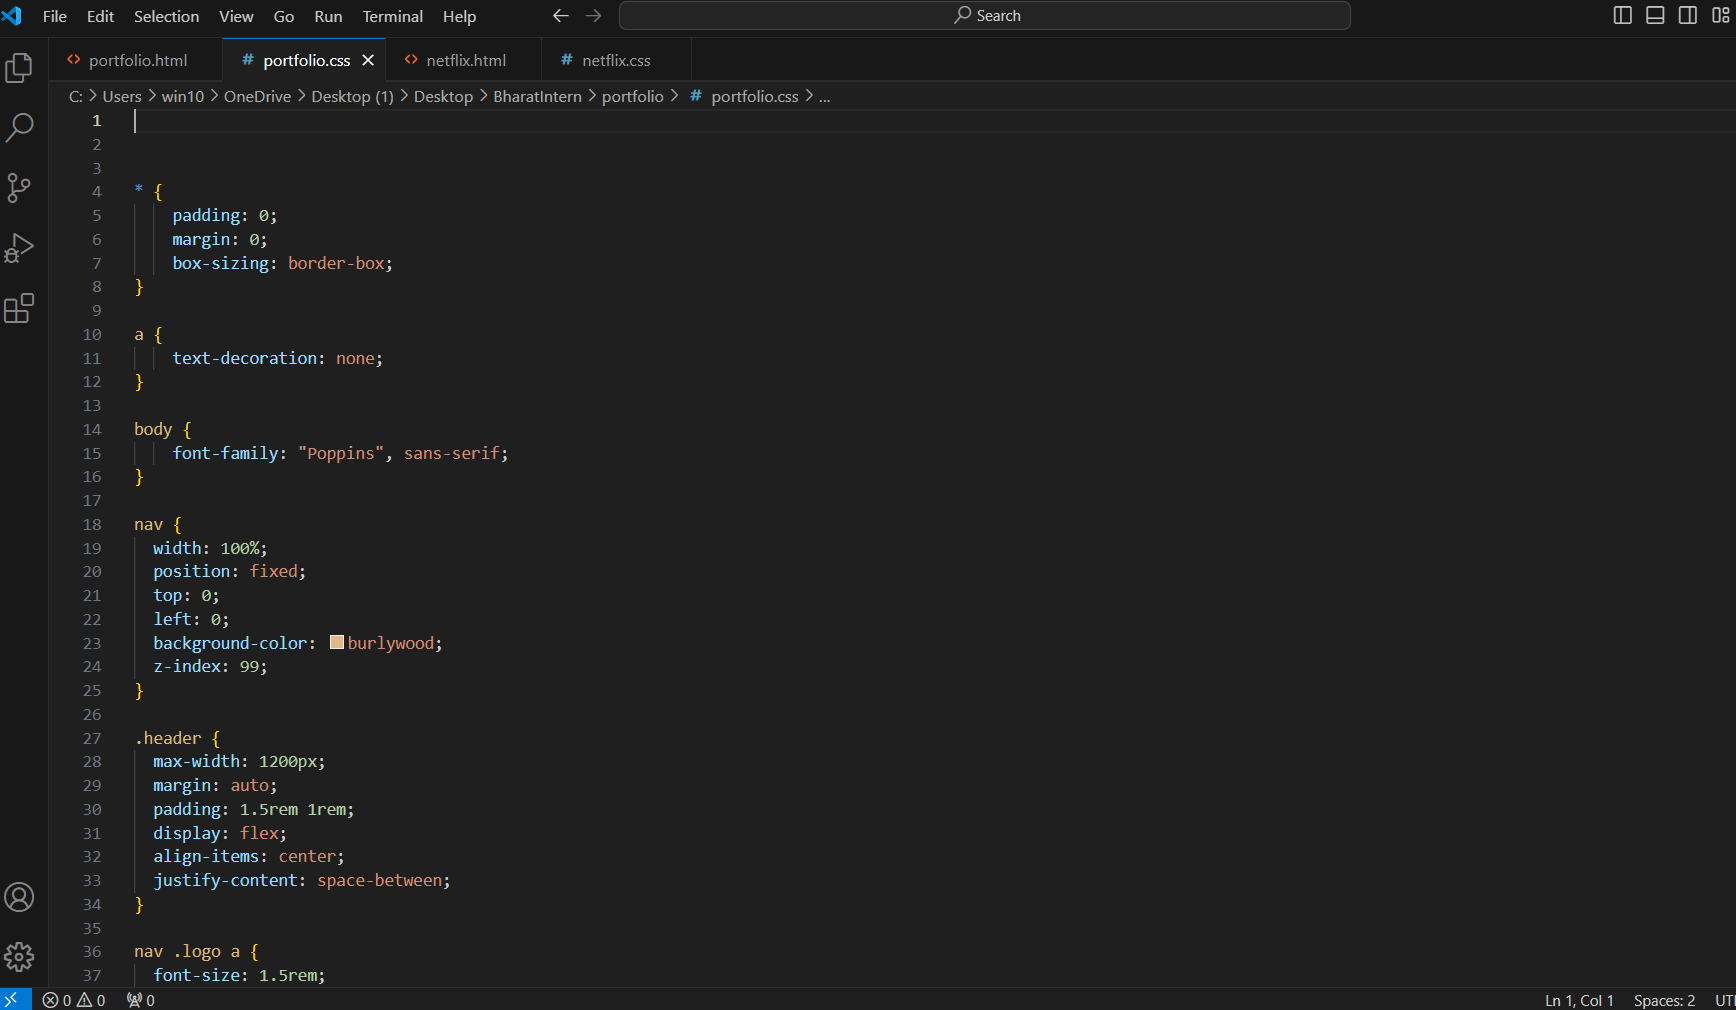 File Edit Selection View Go Run Terminal Help Search
portfolio.html # portfolio.css netflix.html # netflix.css
C: > Users > win10 > OneDrive > Desktop (1) > Desktop > BharatIntern > portfolio > # portfolio.css > ...
1
2
3
4 * {
5 padding: 0;
6 margin: 0;
7 box-sizing: border-box;
8 }
9
10 a {
11 text-decoration: none;
12 }
13
14 body {
15 font-family: "Poppins", sans-serif;
16 }
17
18 nav {
19 width: 100%;
20 position: fixed;
21 top: 0;
22 left: 0;
23 background-color: burlywood;
24 z-index: 99;
25 }
26
27 .header {
28 max-width: 1200px;
29 margin: auto;
30 padding: 1.5rem 1rem;
31 display: flex;
32 align-items: center;
33 justify-content: space-between;
34 }
35
36 nav .logo a {
37 font-size: 1.5rem;
0 0 0 Ln 1, Col 1 Spaces: 2